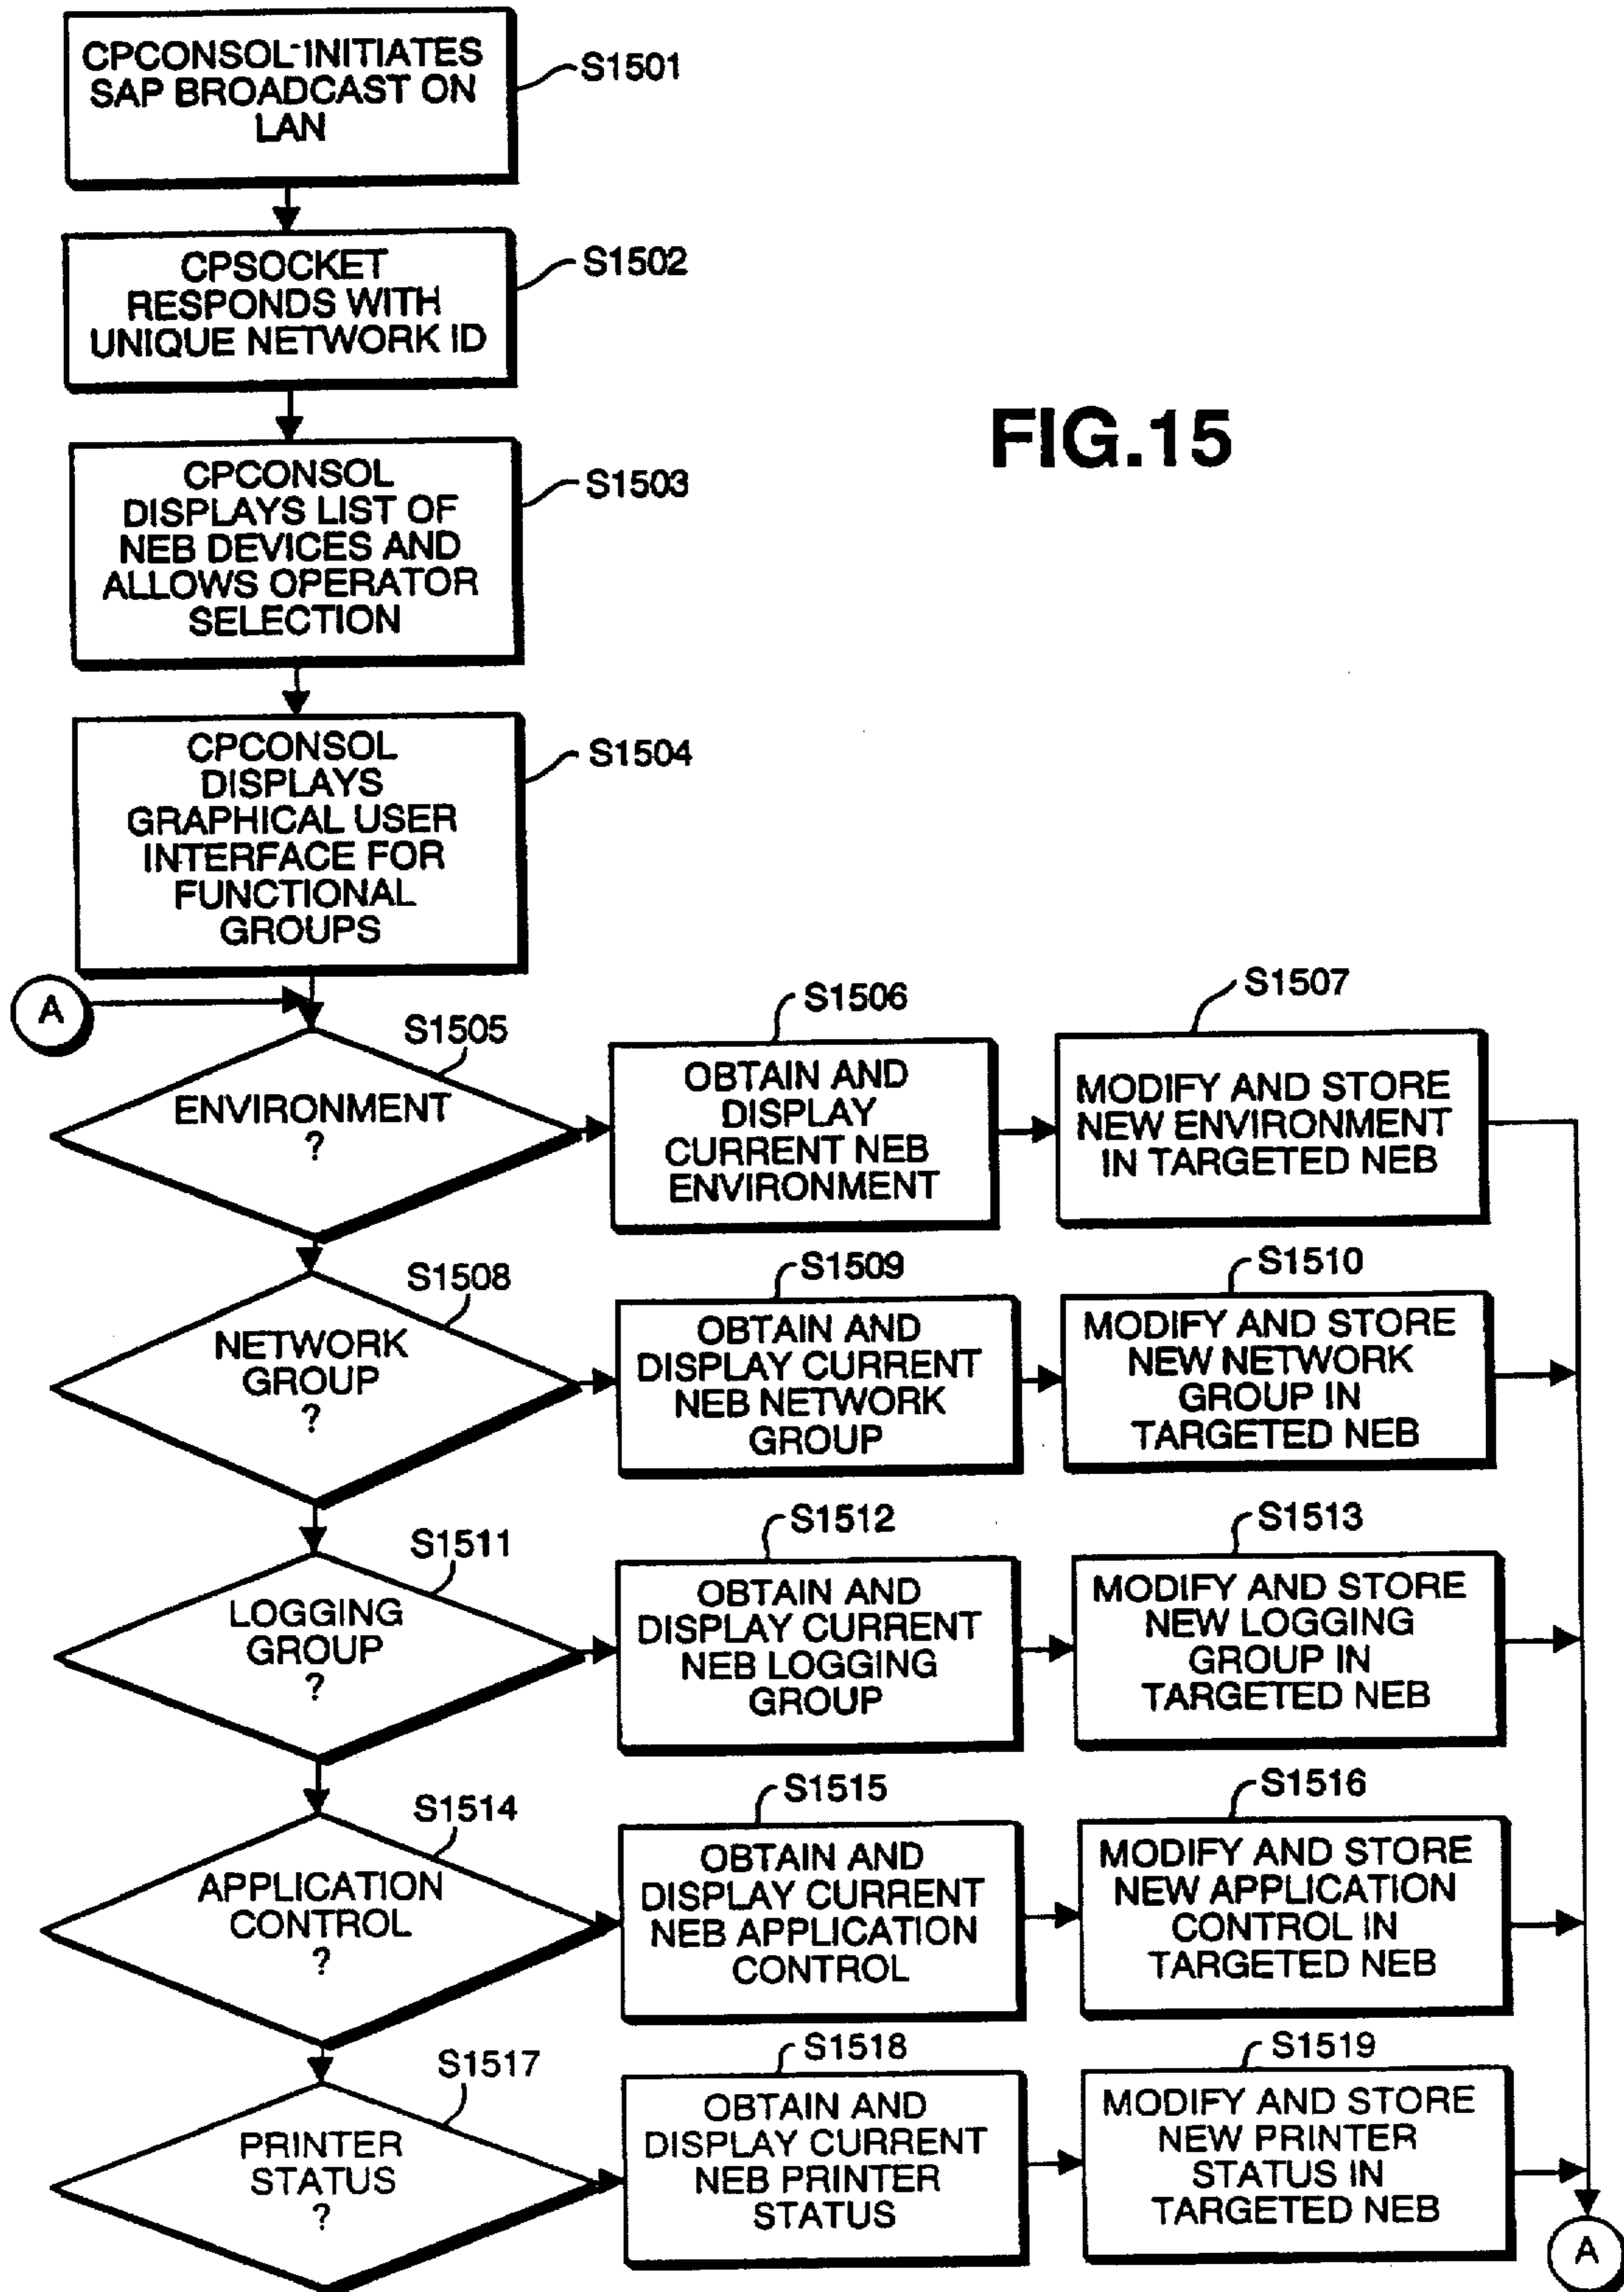 CPCONSOL INITIATES
SAP BROADCAST ON
LAN
S1501
CPSOCKET
RESPONDS WITH
UNIQUE NETWORK ID
S1502
FIG.15
CPCONSOL
DISPLAYS LIST OF
NEB DEVICES AND
ALLOWS OPERATOR
SELECTION
S1503
CPCONSOL
DISPLAYS
GRAPHICAL USER
INTERFACE FOR
FUNCTIONAL
GROUPS
S1504
A
S1505
ENVIRONMENT
?
S1506
OBTAIN AND
DISPLAY
CURRENT NEB
ENVIRONMENT
S1507
MODIFY AND STORE
NEW ENVIRONMENT
IN TARGETED NEB
S1508
NETWORK
GROUP
?
S1509
OBTAIN AND
DISPLAY CURRENT
NEB NETWORK
GROUP
S1510
MODIFY AND STORE
NEW NETWORK
GROUP IN
TARGETED NEB
S1511
LOGGING
GROUP
?
S1512
OBTAIN AND
DISPLAY CURRENT
NEB LOGGING
GROUP
S1513
MODIFY AND STORE
NEW LOGGING
GROUP IN
TARGETED NEB
S1514
APPLICATION
CONTROL
?
S1515
OBTAIN AND
DISPLAY CURRENT
NEB APPLICATION
CONTROL
S1516
MODIFY AND STORE
NEW APPLICATION
CONTROL IN
TARGETED NEB
S1517
PRINTER
STATUS
?
S1518
OBTAIN AND
DISPLAY CURRENT
NEB PRINTER
STATUS
S1519
MODIFY AND STORE
NEW PRINTER
STATUS IN
TARGETED NEB
A